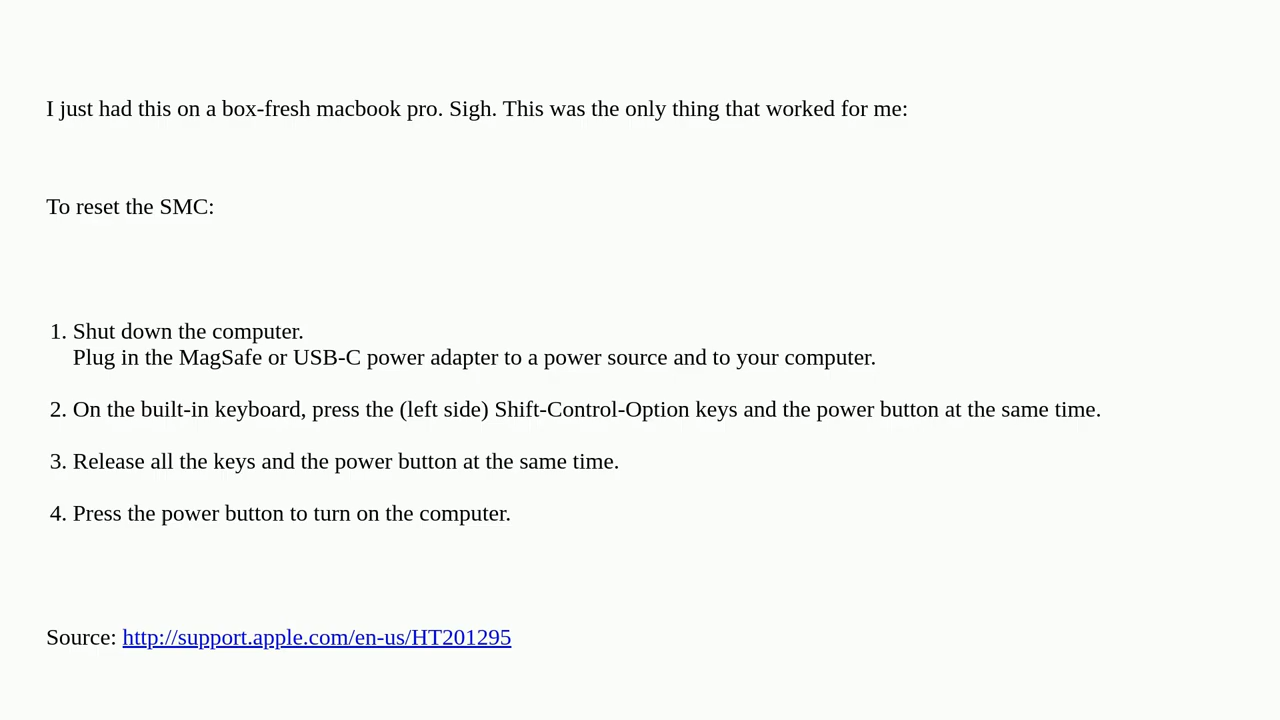 I just had this on a box-fresh macbook pro. Sigh. This was the only thing that worked for me:
To reset the SMC:
1. Shut down the computer.
Plug in the MagSafe or USB-C power adapter to a power source and to your computer.
2. On the built-in keyboard, press the (left side) Shift-Control-Option keys and the power button at the same time.
3. Release all the keys and the power button at the same time.
4. Press the power button to turn on the computer.
Source: http://support.apple.com/en-us/HT201295